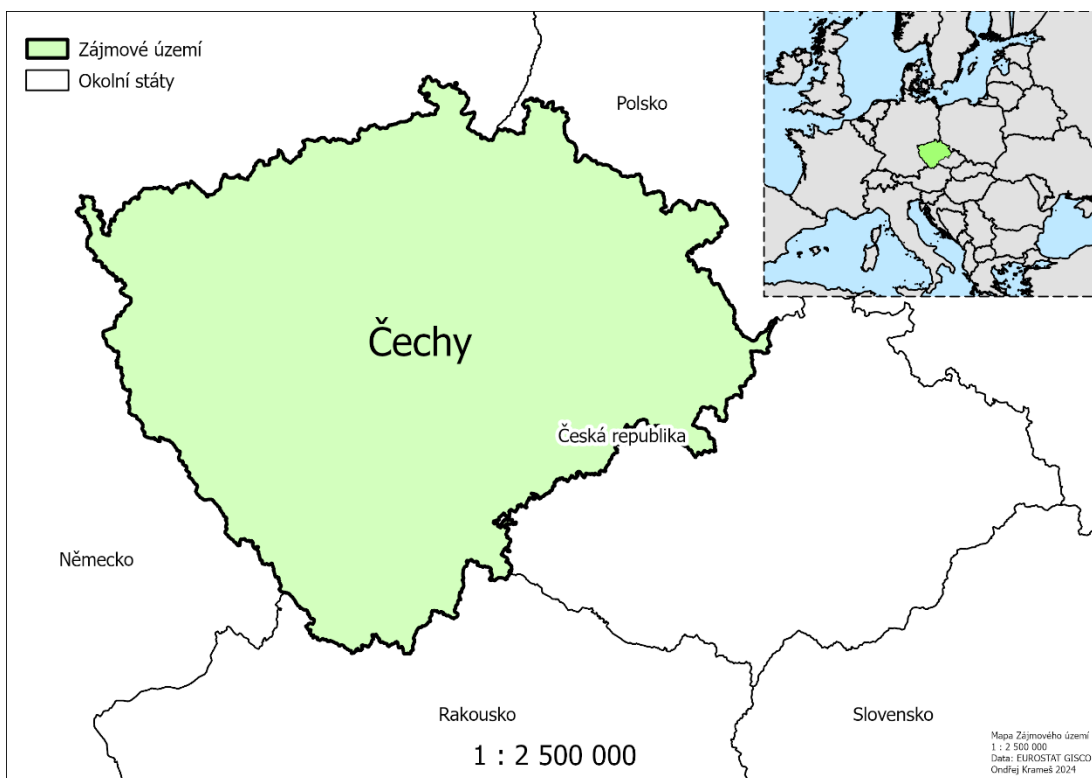 Zájmové území
Okolní státy
Polsko
Čechy
Česká republika
Německo
Rakousko
Slovensko
1 : 2 500 000
Mapa Zájmového území
1 : 2 500 000
Data: EUROSTAT GISCO
Ondřej Krameš 2024